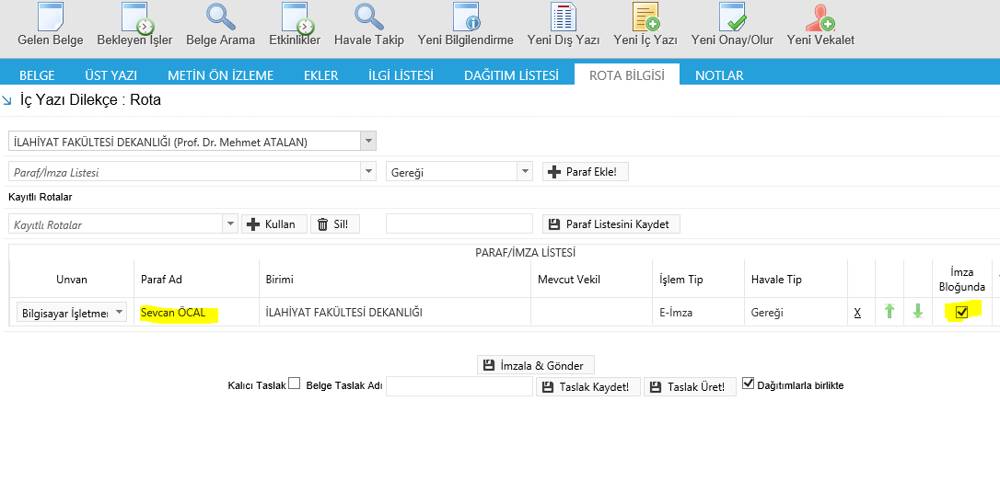 Gelen Belge Bekleyen İşler Belge Arama Etkinlikler Havale Takip Yeni Bilgilendirme Yeni Dış Yazı Yeni İç Yazı Yeni Onay/Olur Yeni Vekalet
BELGE ÜST YAZI METİN ÖN İZLEME EKLER İLGİ LİSTESİ DAĞITIM LİSTESİ ROTA BİLGİSİ NOTLAR
İç Yazı Dilekçe : Rota
İLAHİYAT FAKÜLTESİ DEKANLIĞI (Prof. Dr. Mehmet ATALAN)
Paraf/İmza Listesi Gereği Paraf Ekle!
Kayıtlı Rotalar
Kayıtlı Rotalar Kullan Sil! Paraf Listesini Kaydet
PARAF/İMZA LİSTESİ
Unvan Paraf Ad Birimi Mevcut Vekil İşlem Tip Havale Tip İmza
Bloğunda
Bilgisayar İşletmeı Sevcan ÖCAL İLAHİYAT FAKÜLTESİ DEKANLIĞI E-İmza Gereği X
İmzala & Gönder
Kalıcı Taslak Belge Taslak Adı Taslak Kaydet! Taslak Üret! Dağıtımlarla birlikte